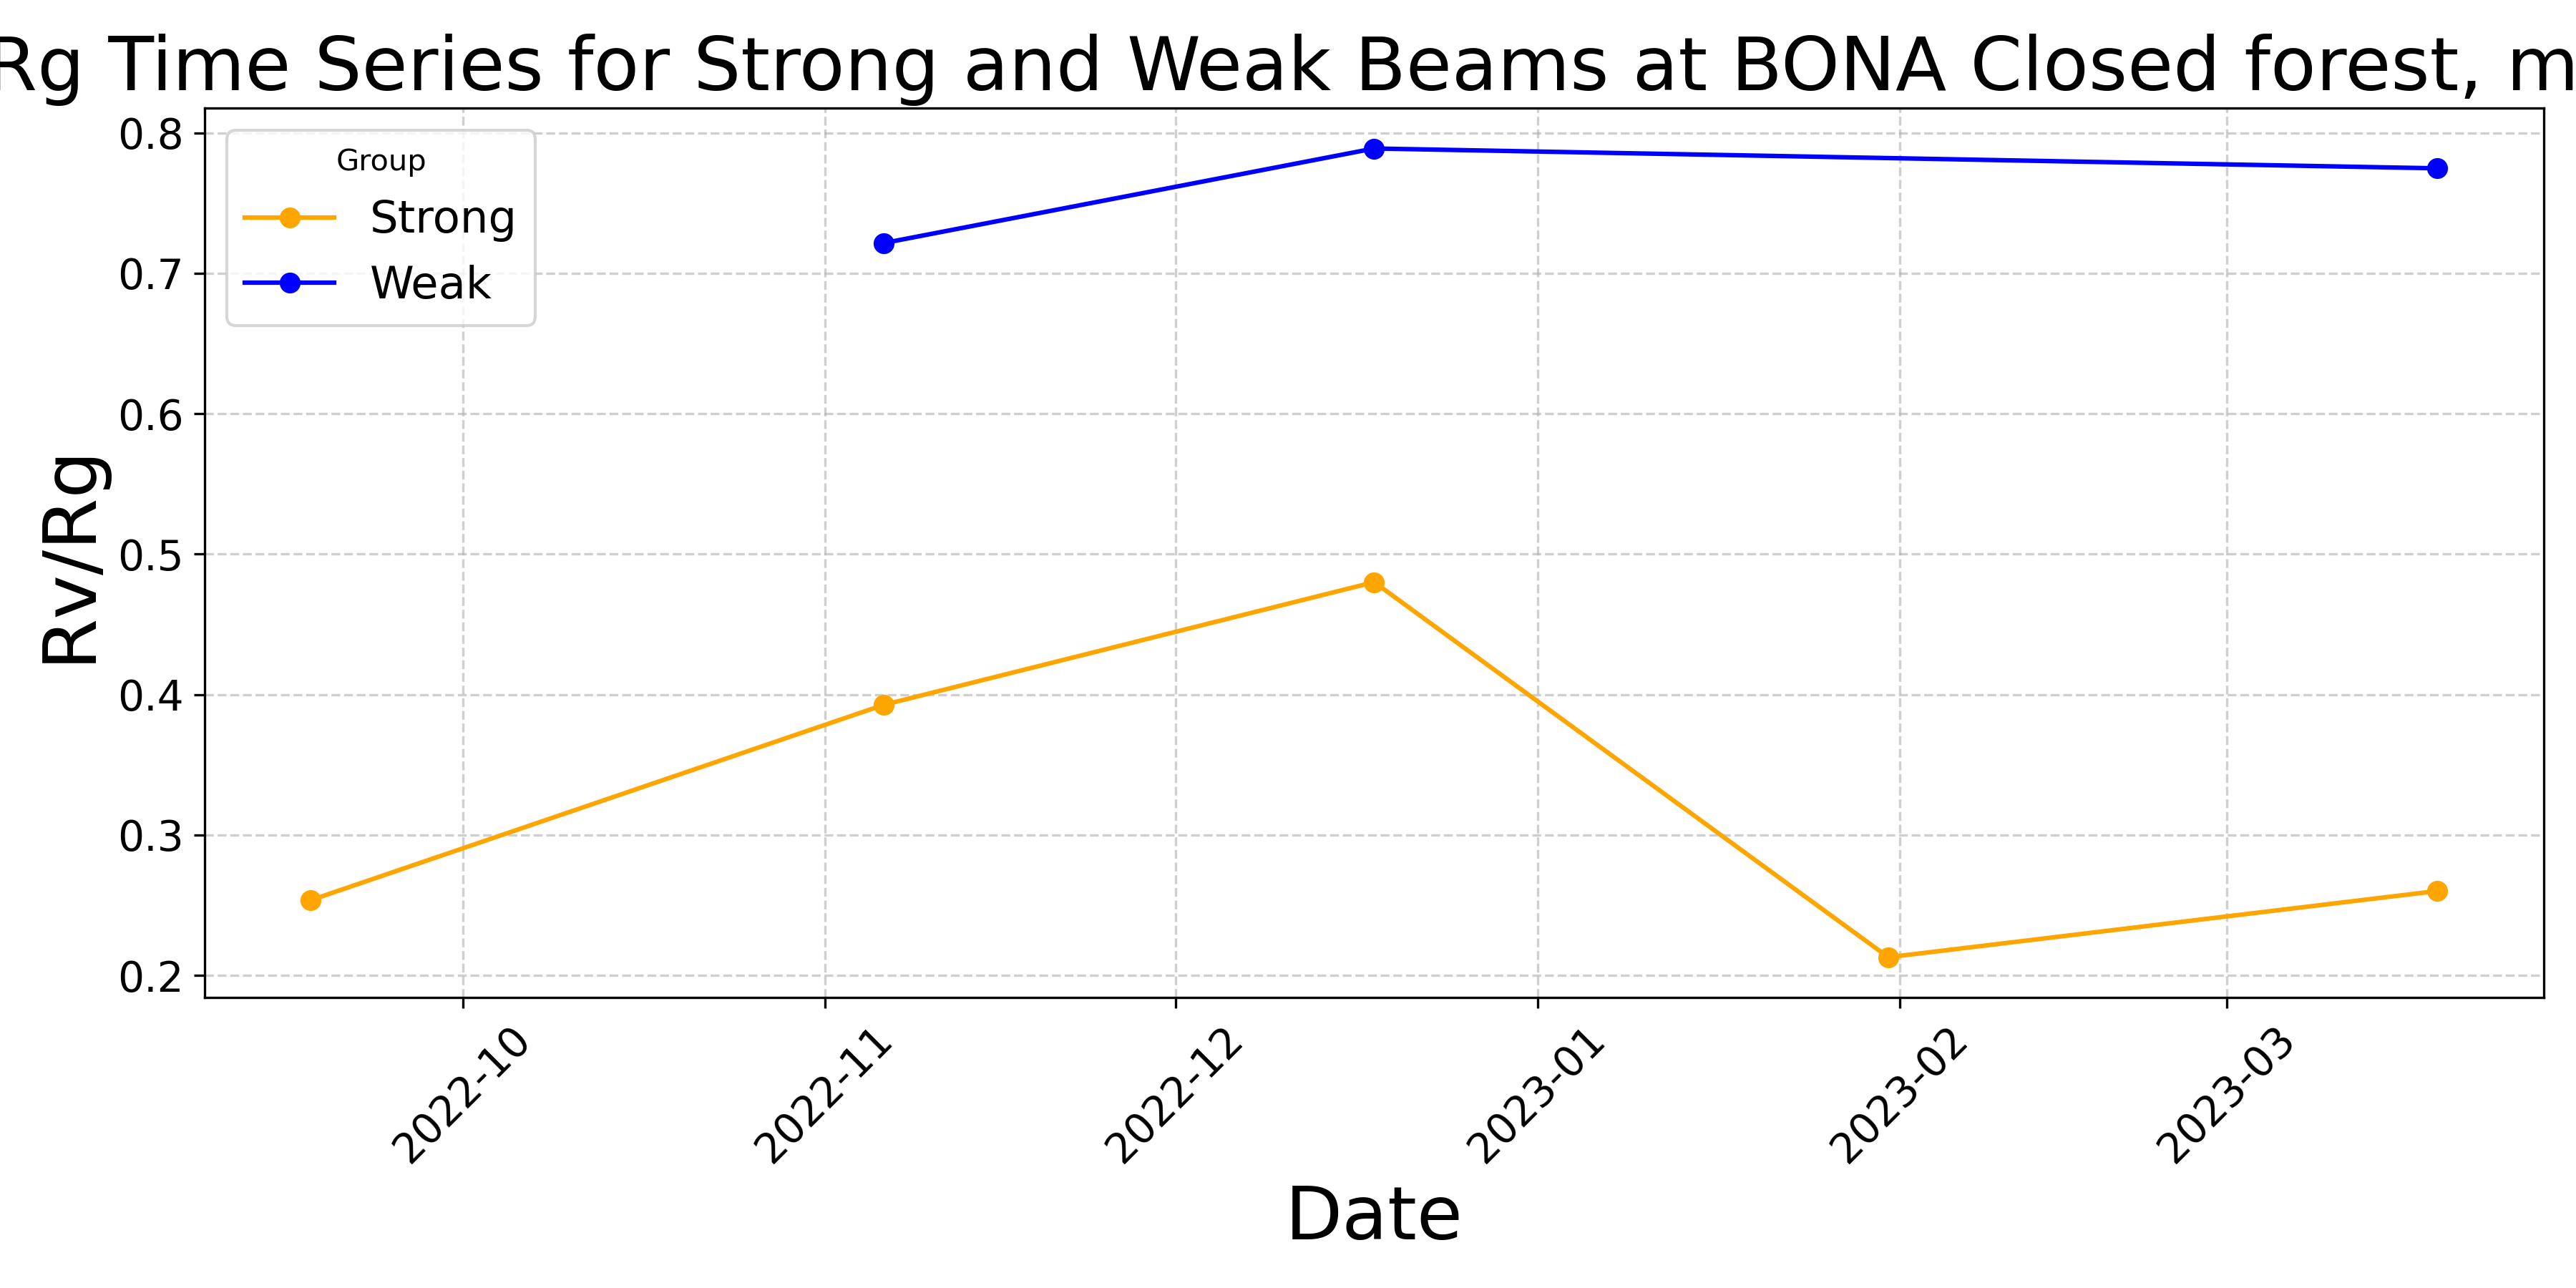 Rg Time Series for Strong and Weak Beams at BONA Closed forest, m
Group
Strong
Weak
Rv/Rg
0.8
0.7
0.6
0.5
0.4
0.3
0.2
2022-10
2022-11
2022-12
2023-01
2023-02
2023-03
Date